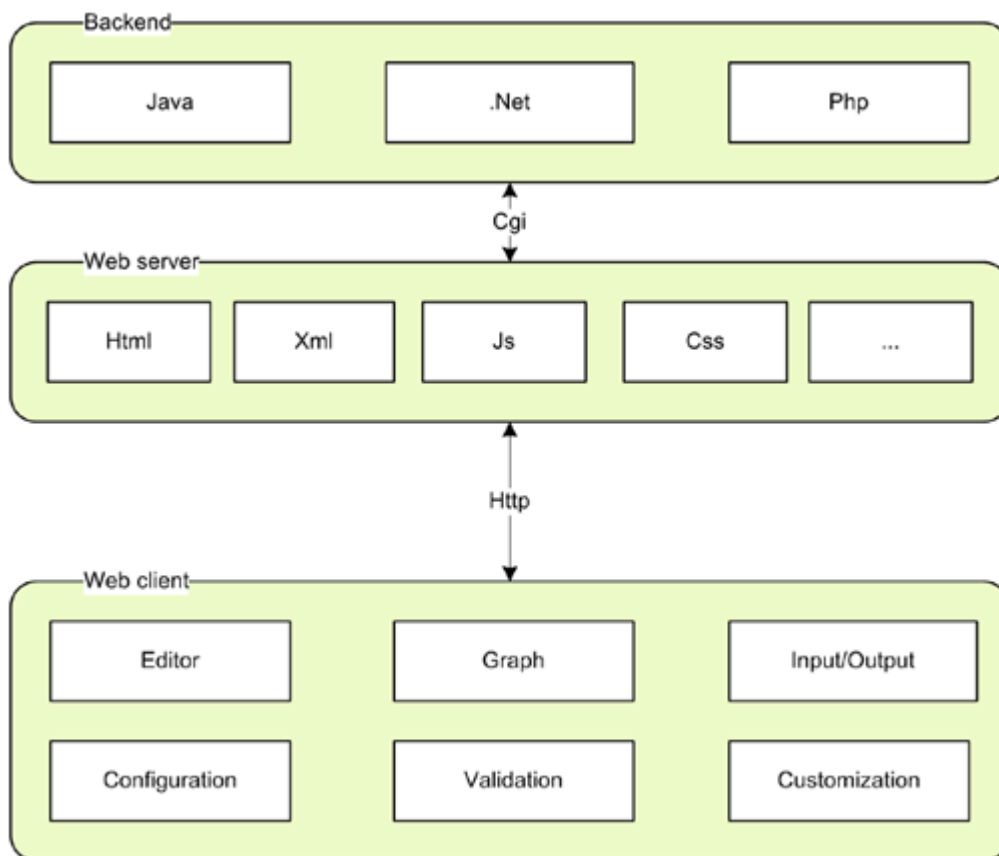 Backend
Java
.Net
Php
Cgi
Web server
Html
Xml
Js
Css
...
Http
Web client
Editor
Graph
Input/Output
Configuration
Validation
Customization